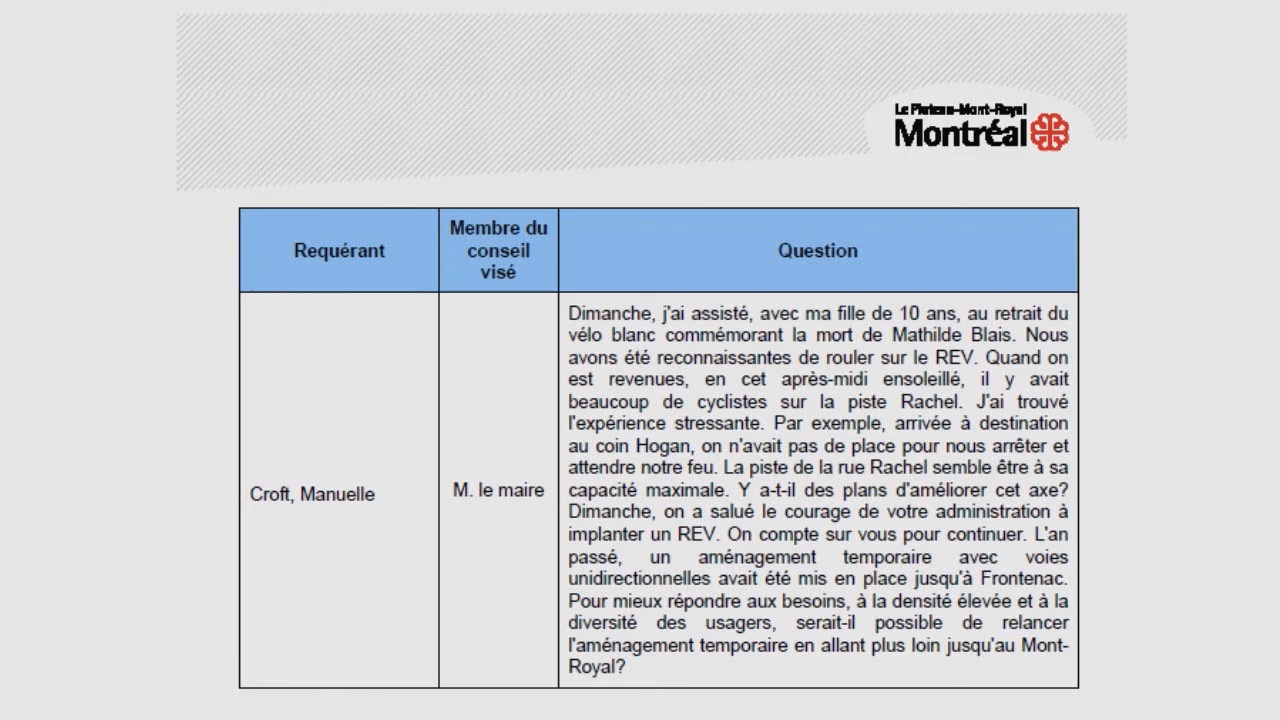 Le Plateau-Mont-Royal
Montréal
Requérant
Membre du
conseil
visé
Question
Croft, Manuelle
M. le maire
Dimanche, j'ai assisté, avec ma fille de 10 ans, au retrait du
vélo blanc commémorant la mort de Mathilde Blais. Nous
avons été reconnaissantes de rouler sur le REV. Quand on
est revenues, en cet après-midi ensoleillé, il y avait
beaucoup de cyclistes sur la piste Rachel. J'ai trouvé
l'expérience stressante. Par exemple, arrivée à destination
au coin Hogan, on n'avait pas de place pour nous arrêter et
attendre notre feu. La piste de la rue Rachel semble être à sa
capacité maximale. Y a-t-il des plans d'améliorer cet axe?
Dimanche, on a salué le courage de votre administration à
implanter un REV. On compte sur vous pour continuer. L'an
passé, un aménagement temporaire avec voies
unidirectionnelles avait été mis en place jusqu'à Frontenac.
Pour mieux répondre aux besoins, à la densité élevée et à la
diversité des usagers, serait-il possible de relancer
l'aménagement temporaire en allant plus loin jusqu'au Mont-
Royal?